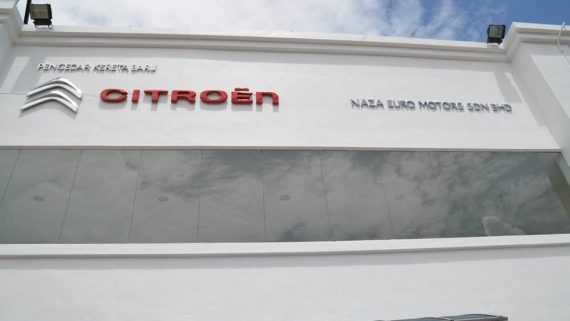 PENGEDAR KERETA BARU
CITROËN
NAZA EURO MOTORS SDN BHD